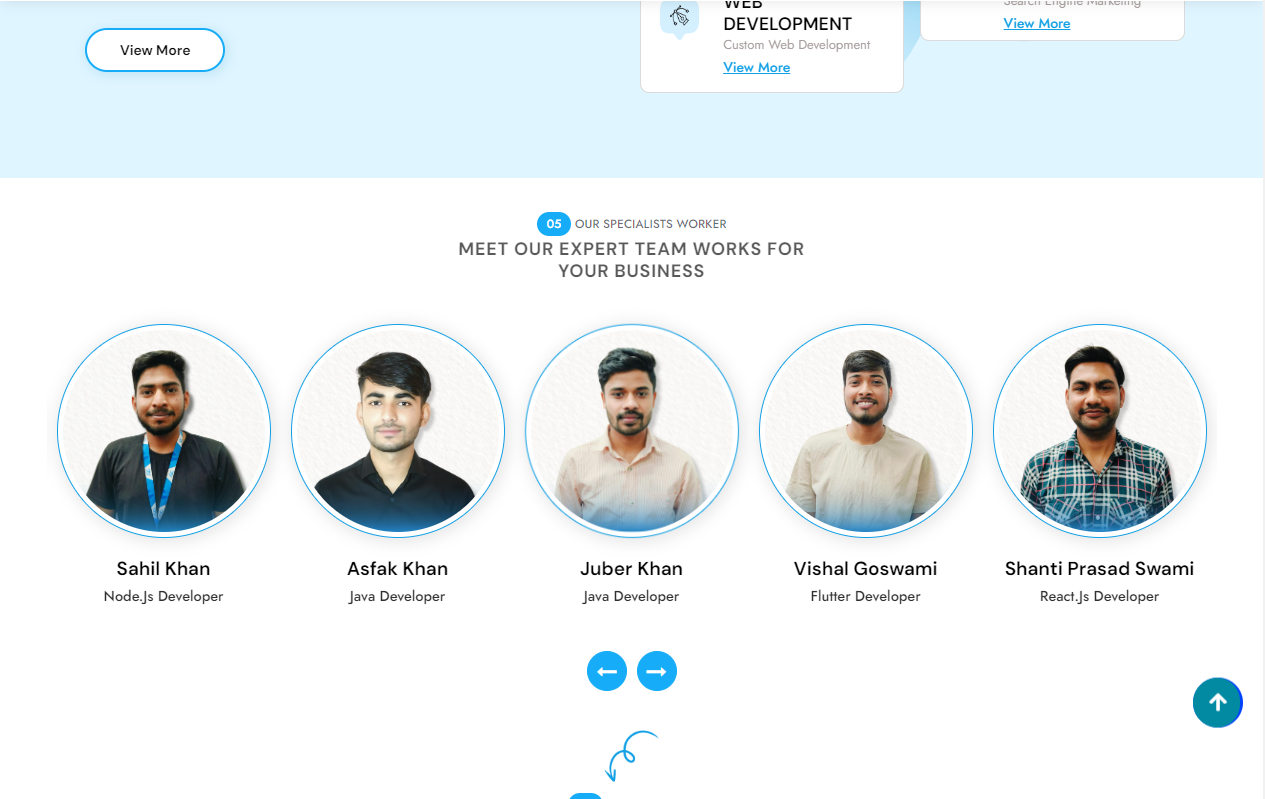 View More
WEB
DEVELOPMENT
Custom Web Development
View More
Search Engine Marketing
View More
05 OUR SPECIALISTS WORKER
MEET OUR EXPERT TEAM WORKS FOR
YOUR BUSINESS
Sahil Khan
Node.Js Developer
Asfak Khan
Java Developer
Juber Khan
Java Developer
Vishal Goswami
Flutter Developer
Shanti Prasad Swami
React.Js Developer